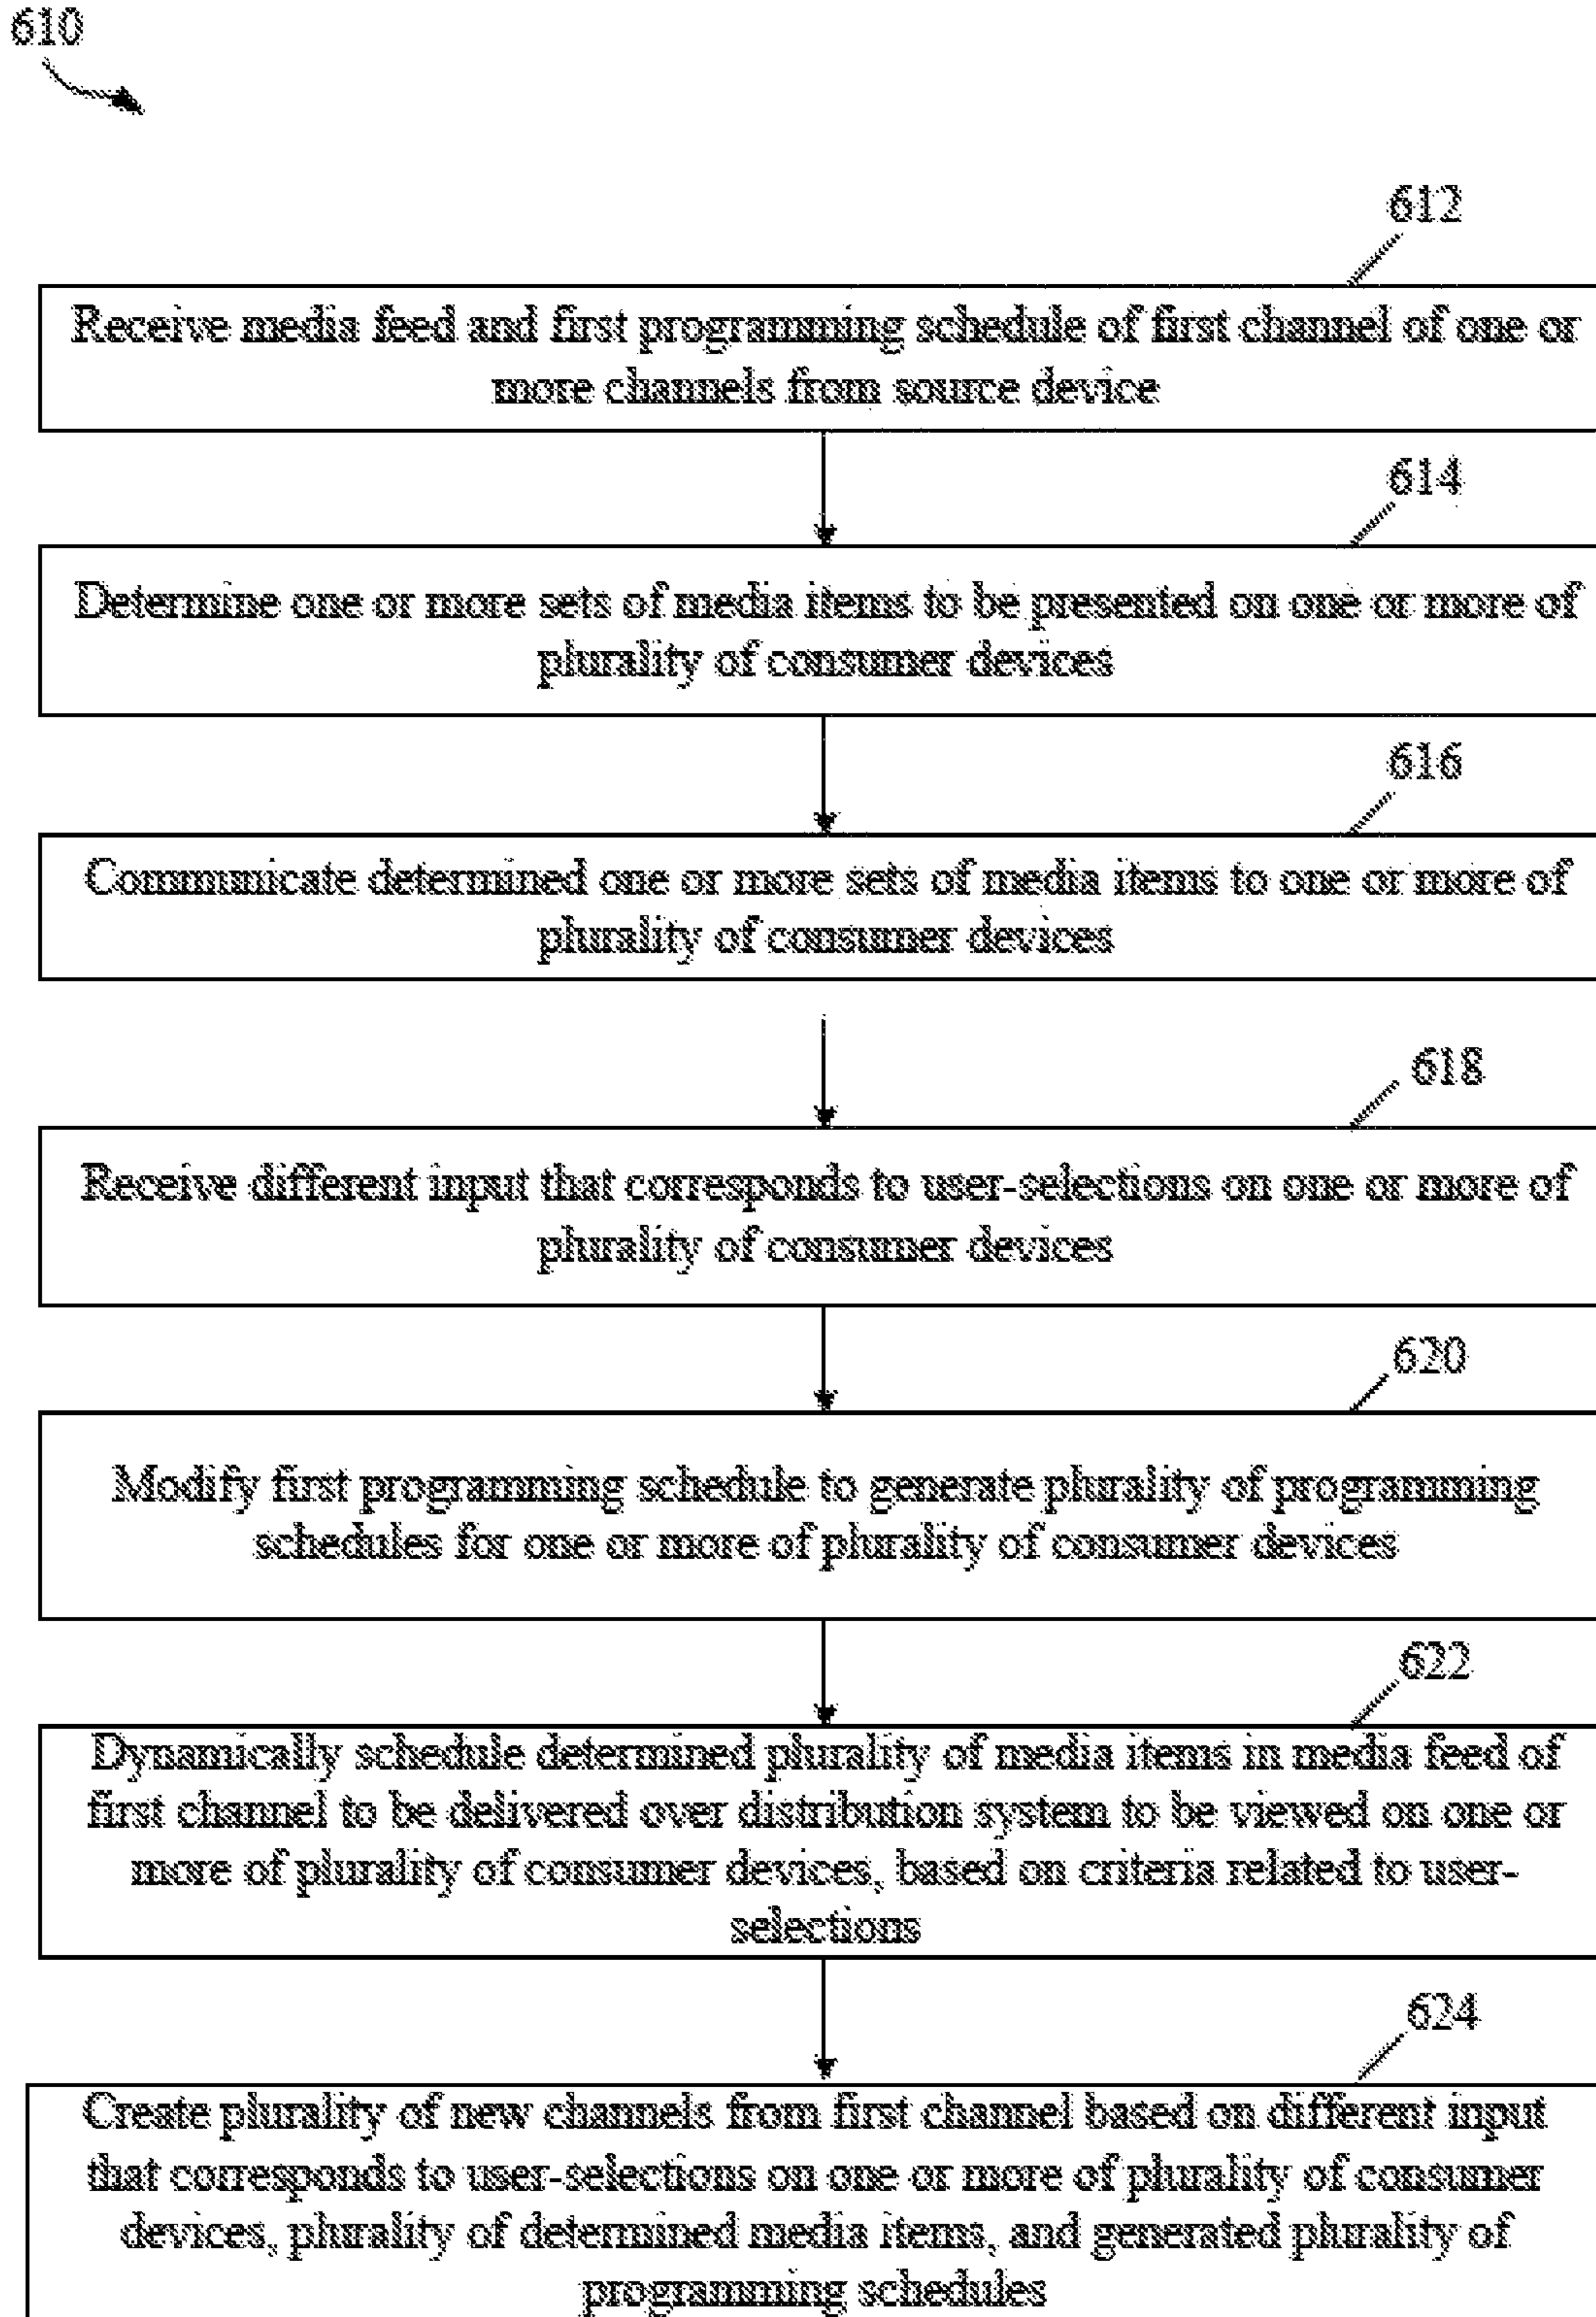 610
612
Receive media feed and first programming schedule of first channel of one or
more channels from source device
614
Determine one or more sets of media items to be presented on one or more of
plurality of consumer devices
616
Communicate determined one or more sets of media items to one or more of
plurality of consumer devices
618
Receive different input that corresponds to user-selections on one or more of
plurality of consumer devices
620
Modify first programming schedule to generate plurality of programming
schedules for one or more of plurality of consumer devices
622
Dynamically schedule determined plurality of media items in media feed of
first channel to be delivered over distribution system to be viewed on one or
more of plurality of consumer devices, based on criteria related to user-
selections
624
Create plurality of new channels from first channel based on different input
that corresponds to user-selections on one or more of plurality of consumer
devices, plurality of determined media items, and generated plurality of
programming schedules